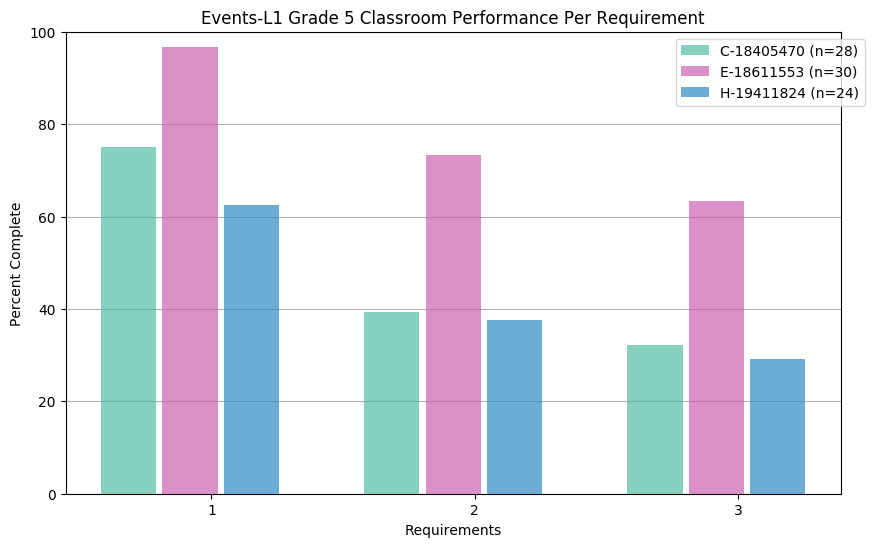 Events-L1 Grade 5 Classroom Performance Per Requirement
C-18405470 (n=28)
E-18611553 (n=30)
H-19411824 (n=24)
Percent Complete
100
80
60
40
20
0
1 2 3
Requirements